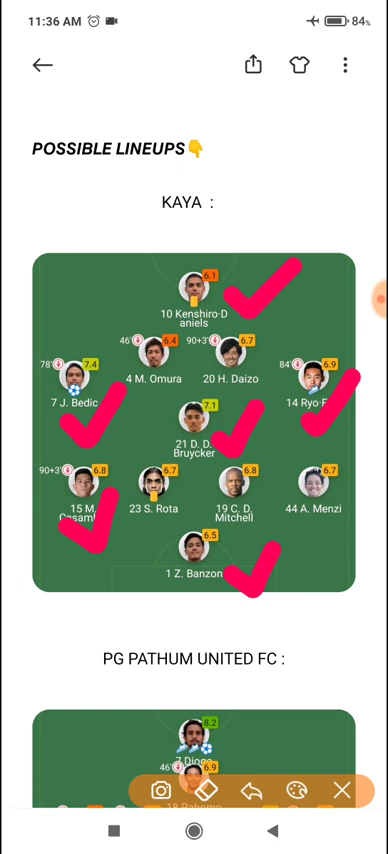 11:36 AM 84%
POSSIBLE LINEUPS👇
KAYA :
6.1
10 Kenshiro·D
aniels
46' 6.4 90+3' 6.7
4 M. Omura 20 H. Daizo
78' 7.4 84' 6.9
7 J. Bedic 14 Ryo·F
7.1
21 D. D.
Bruycker
90+3' 6.8 6.7 6.8 6.7
15 M. 23 S. Rota 19 C. D.
Mitchell 44 A. Menzi
6.5
1 Z. Banzon
PG PATHUM UNITED FC :
8.2
7 Diogo
46' 6.9